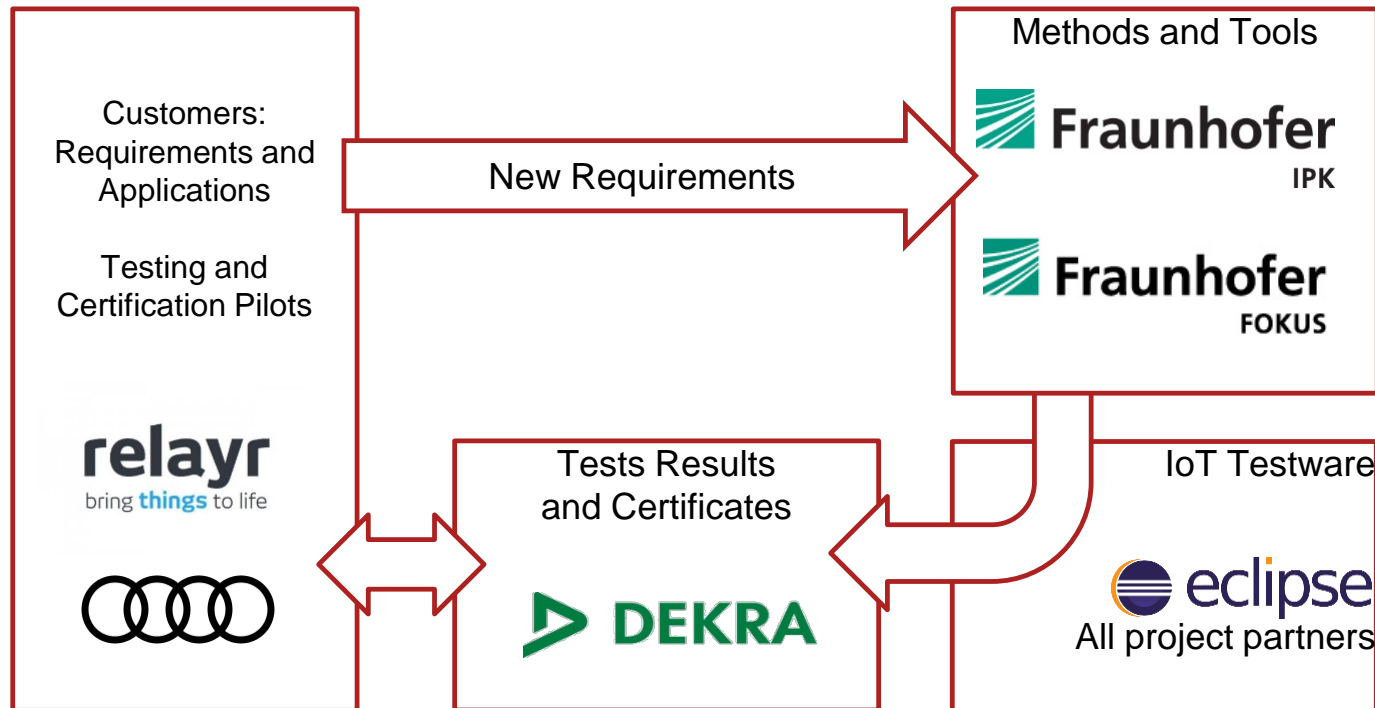 Customers:
Requirements and
Applications
Testing and
Certification Pilots
relayr
bring things to life
New Requirements
Methods and Tools
Fraunhofer
IPK
Fraunhofer
FOKUS
Tests Results
and Certificates
DEKRA
IoT Testware
eclipse
All project partners